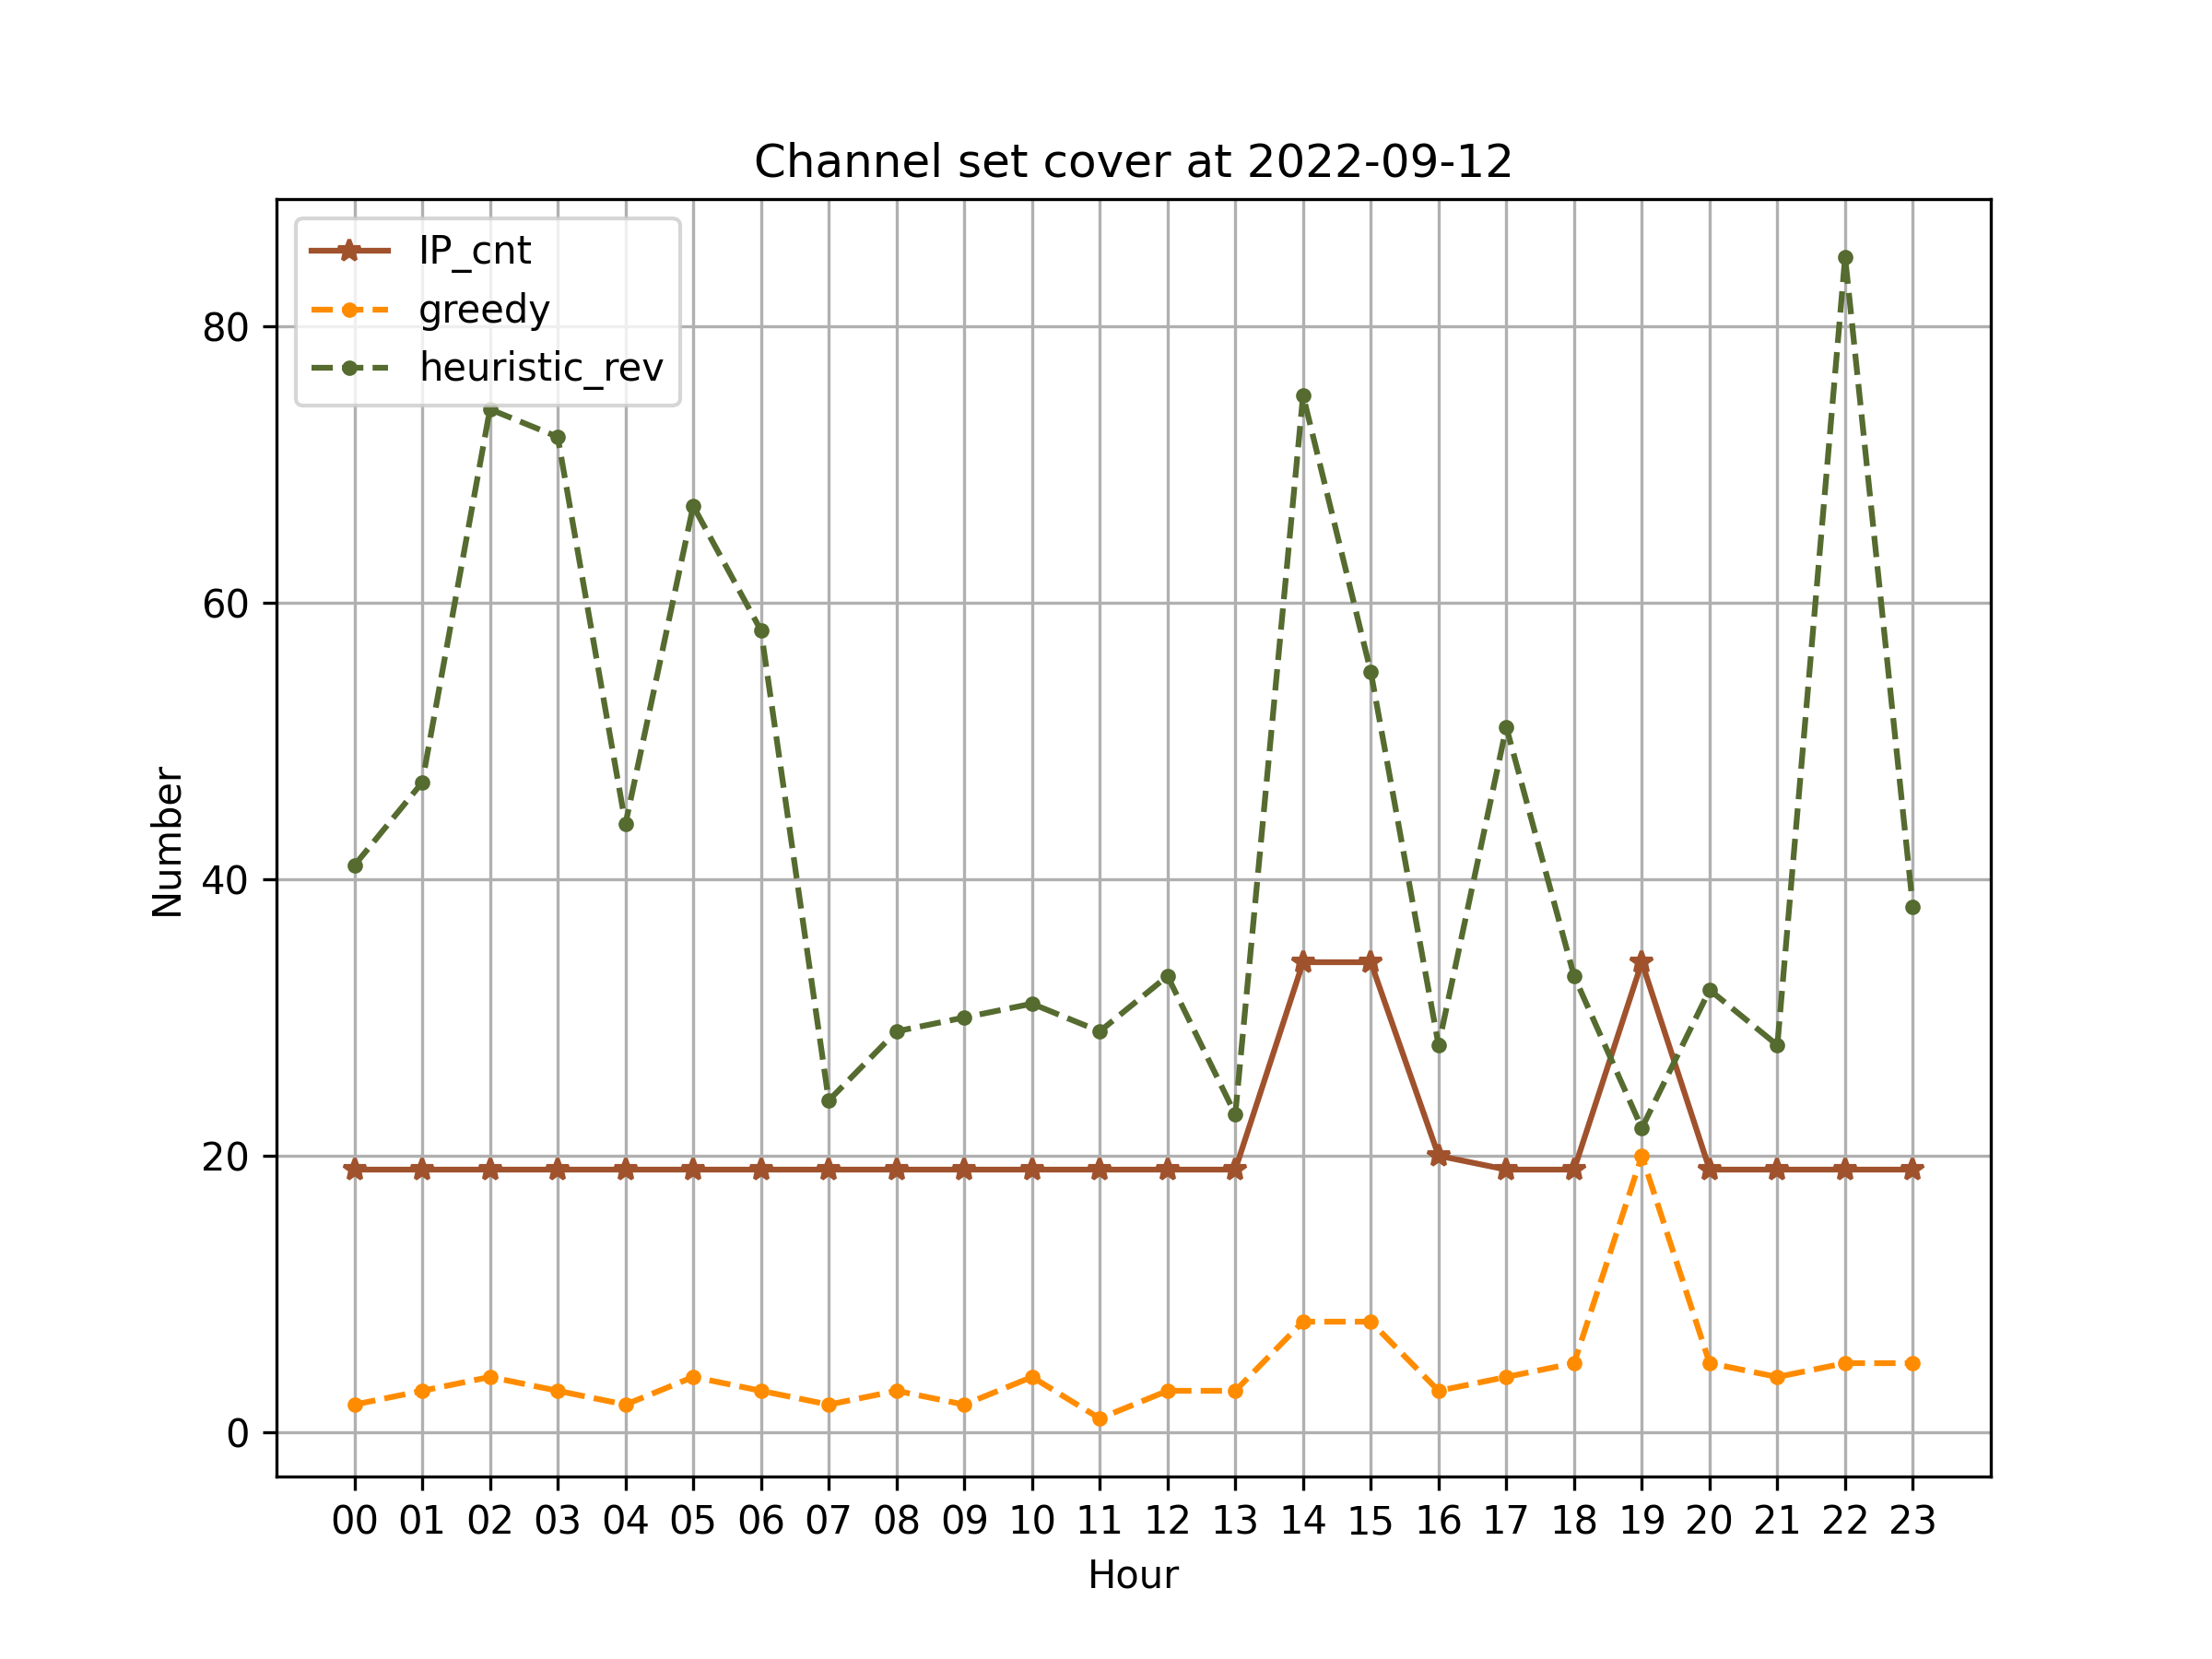 Channel set cover at 2022-09-12
IP_cnt
greedy
heuristic_rev
80
60
40
20
0
Number
00 01 02 03 04 05 06 07 08 09 10 11 12 13 14 15 16 17 18 19 20 21 22 23
Hour